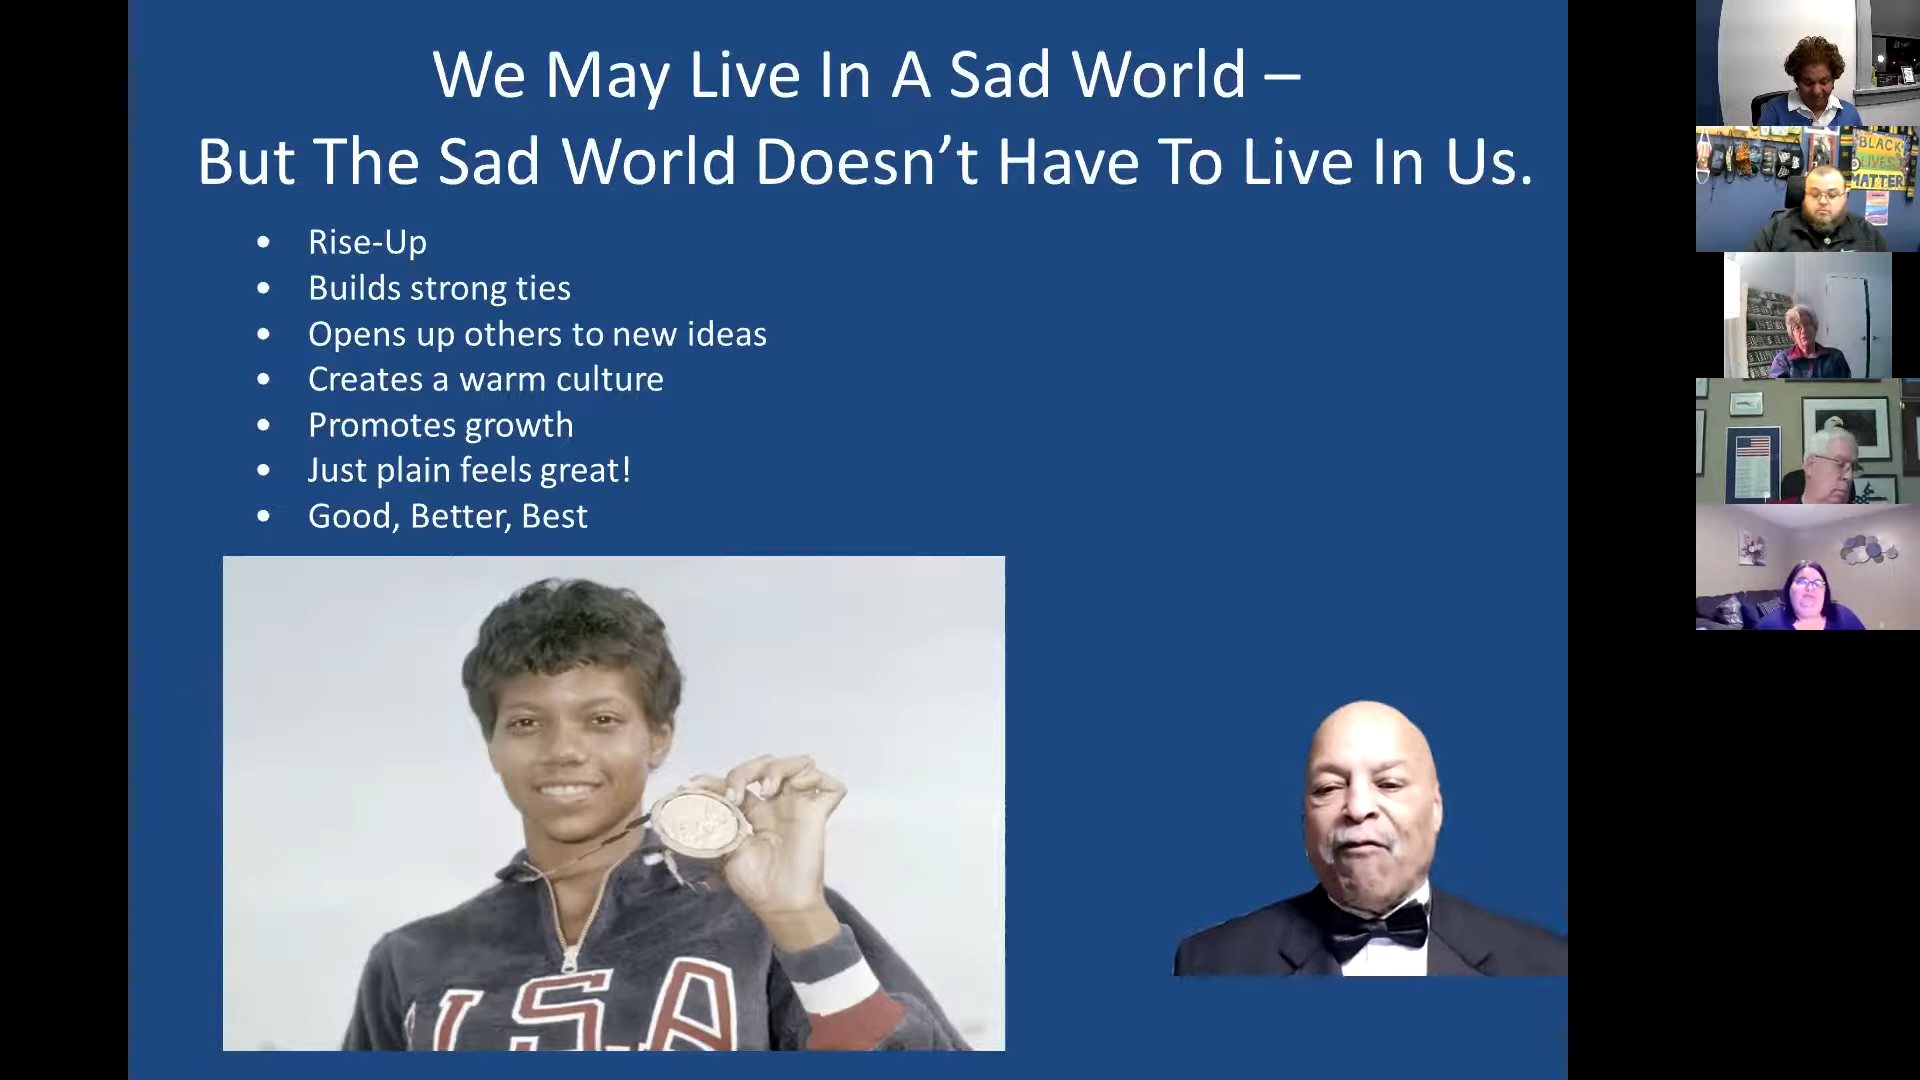 We May Live In A Sad World –
But The Sad World Doesn’t Have To Live In Us.
• Rise-Up
• Builds strong ties
• Opens up others to new ideas
• Creates a warm culture
• Promotes growth
• Just plain feels great!
• Good, Better, Best
USA
BLACK
LIVES
MATTER